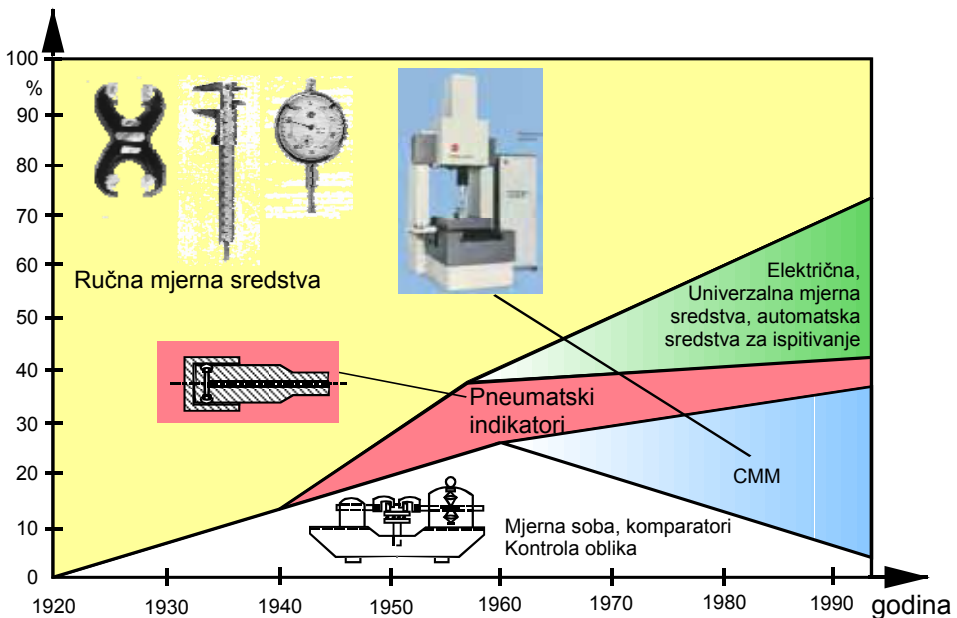 100
%
90
80
70
60
50
40
30
20
10
0
Ručna mjerna sredstva
Električna,
Univerzalna mjerna
sredstva, automatska
sredstva za ispitivanje
Pneumatski
indikatori
CMM
Mjerna soba, komparatori
Kontrola oblika
1920 1930 1940 1950 1960 1970 1980 1990 godina